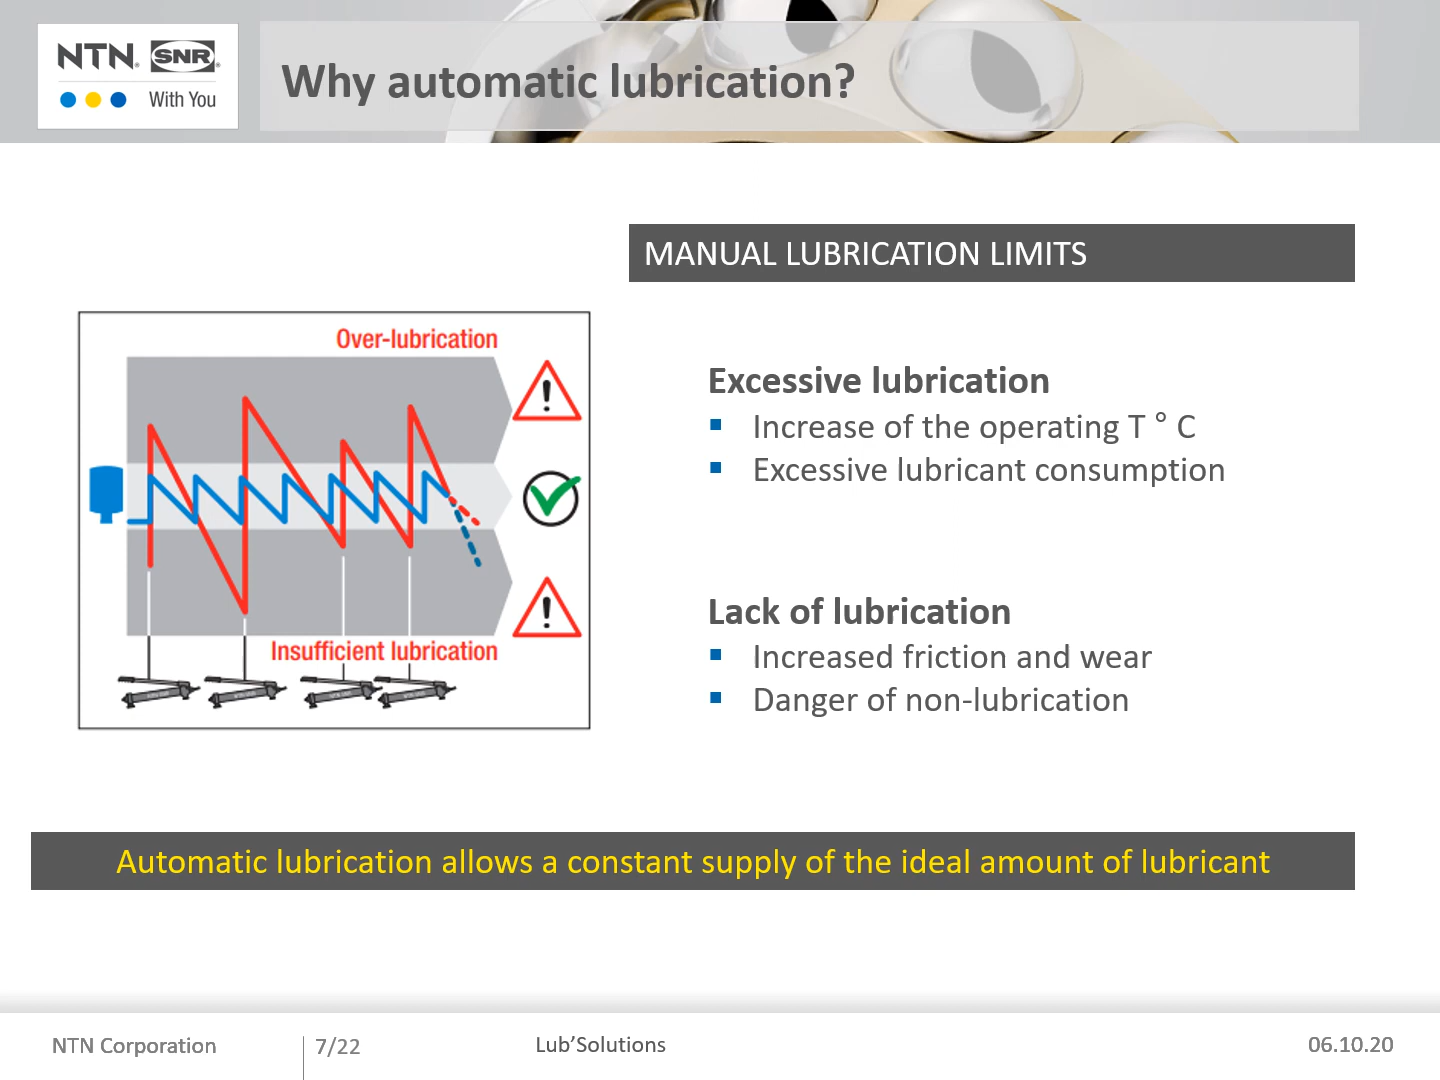 NTN. SNR.
With You
Why automatic lubrication?
MANUAL LUBRICATION LIMITS
Over-lubrication
Insufficient lubrication
Excessive lubrication
Increase of the operating T ° C
Excessive lubricant consumption
Lack of lubrication
Increased friction and wear
Danger of non-lubrication
Automatic lubrication allows a constant supply of the ideal amount of lubricant
NTN Corporation
7/22
Lub’Solutions
06.10.20